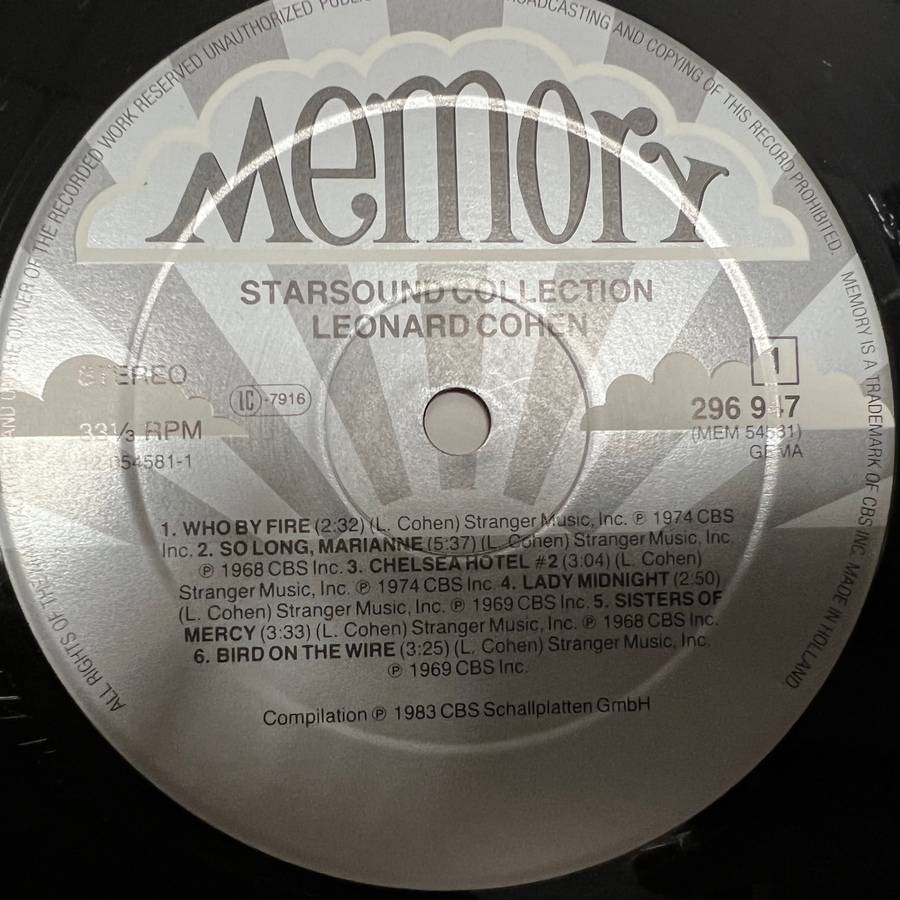 Memory
STARSOUND COLLECTION
LEONARD COHEN
STEREO
LC -7916
33⅓ RPM
054581-1
1
296 947
(MEM 54581)
GEMA
1. WHO BY FIRE (2:32) (L. Cohen) Stranger Music, Inc. ℗ 1974 CBS
Inc. 2. SO LONG, MARIANNE (5:37) (L. Cohen) Stranger Music, Inc.
℗ 1968 CBS Inc. 3. CHELSEA HOTEL #2 (3:04) (L. Cohen)
Stranger Music, Inc. ℗ 1974 CBS Inc. 4. LADY MIDNIGHT (2:50)
(L. Cohen) Stranger Music, Inc. ℗ 1969 CBS Inc. 5. SISTERS OF
MERCY (3:33) (L. Cohen) Stranger Music, Inc. ℗ 1968 CBS Inc.
6. BIRD ON THE WIRE (3:25) (L. Cohen) Stranger Music, Inc.
℗ 1969 CBS Inc.
Compilation ℗ 1983 CBS Schallplatten GmbH
ALL RIGHTS OF THE OWNER OF THE RECORDED WORK RESERVED UNAUTHORIZED BROADCASTING AND COPYING OF THIS RECORD PROHIBITED. MEMORY IS A TRADEMARK OF CBS INC. MADE IN HOLLAND